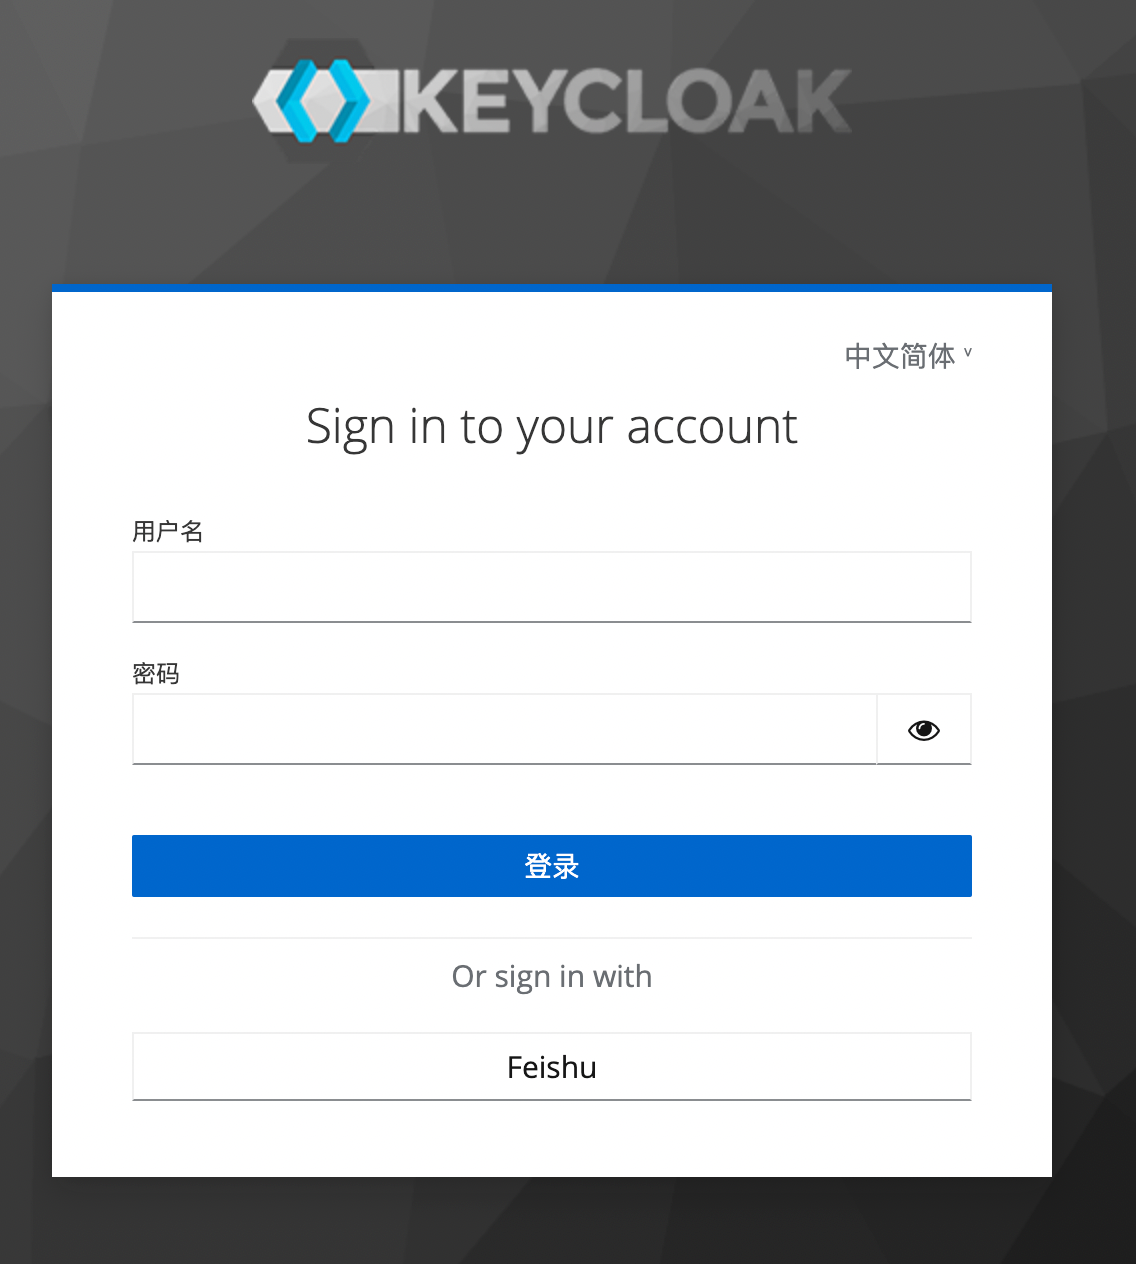 KEYCLOAK
中文简体
Sign in to your account
用户名
密码
登录
Or sign in with
Feishu